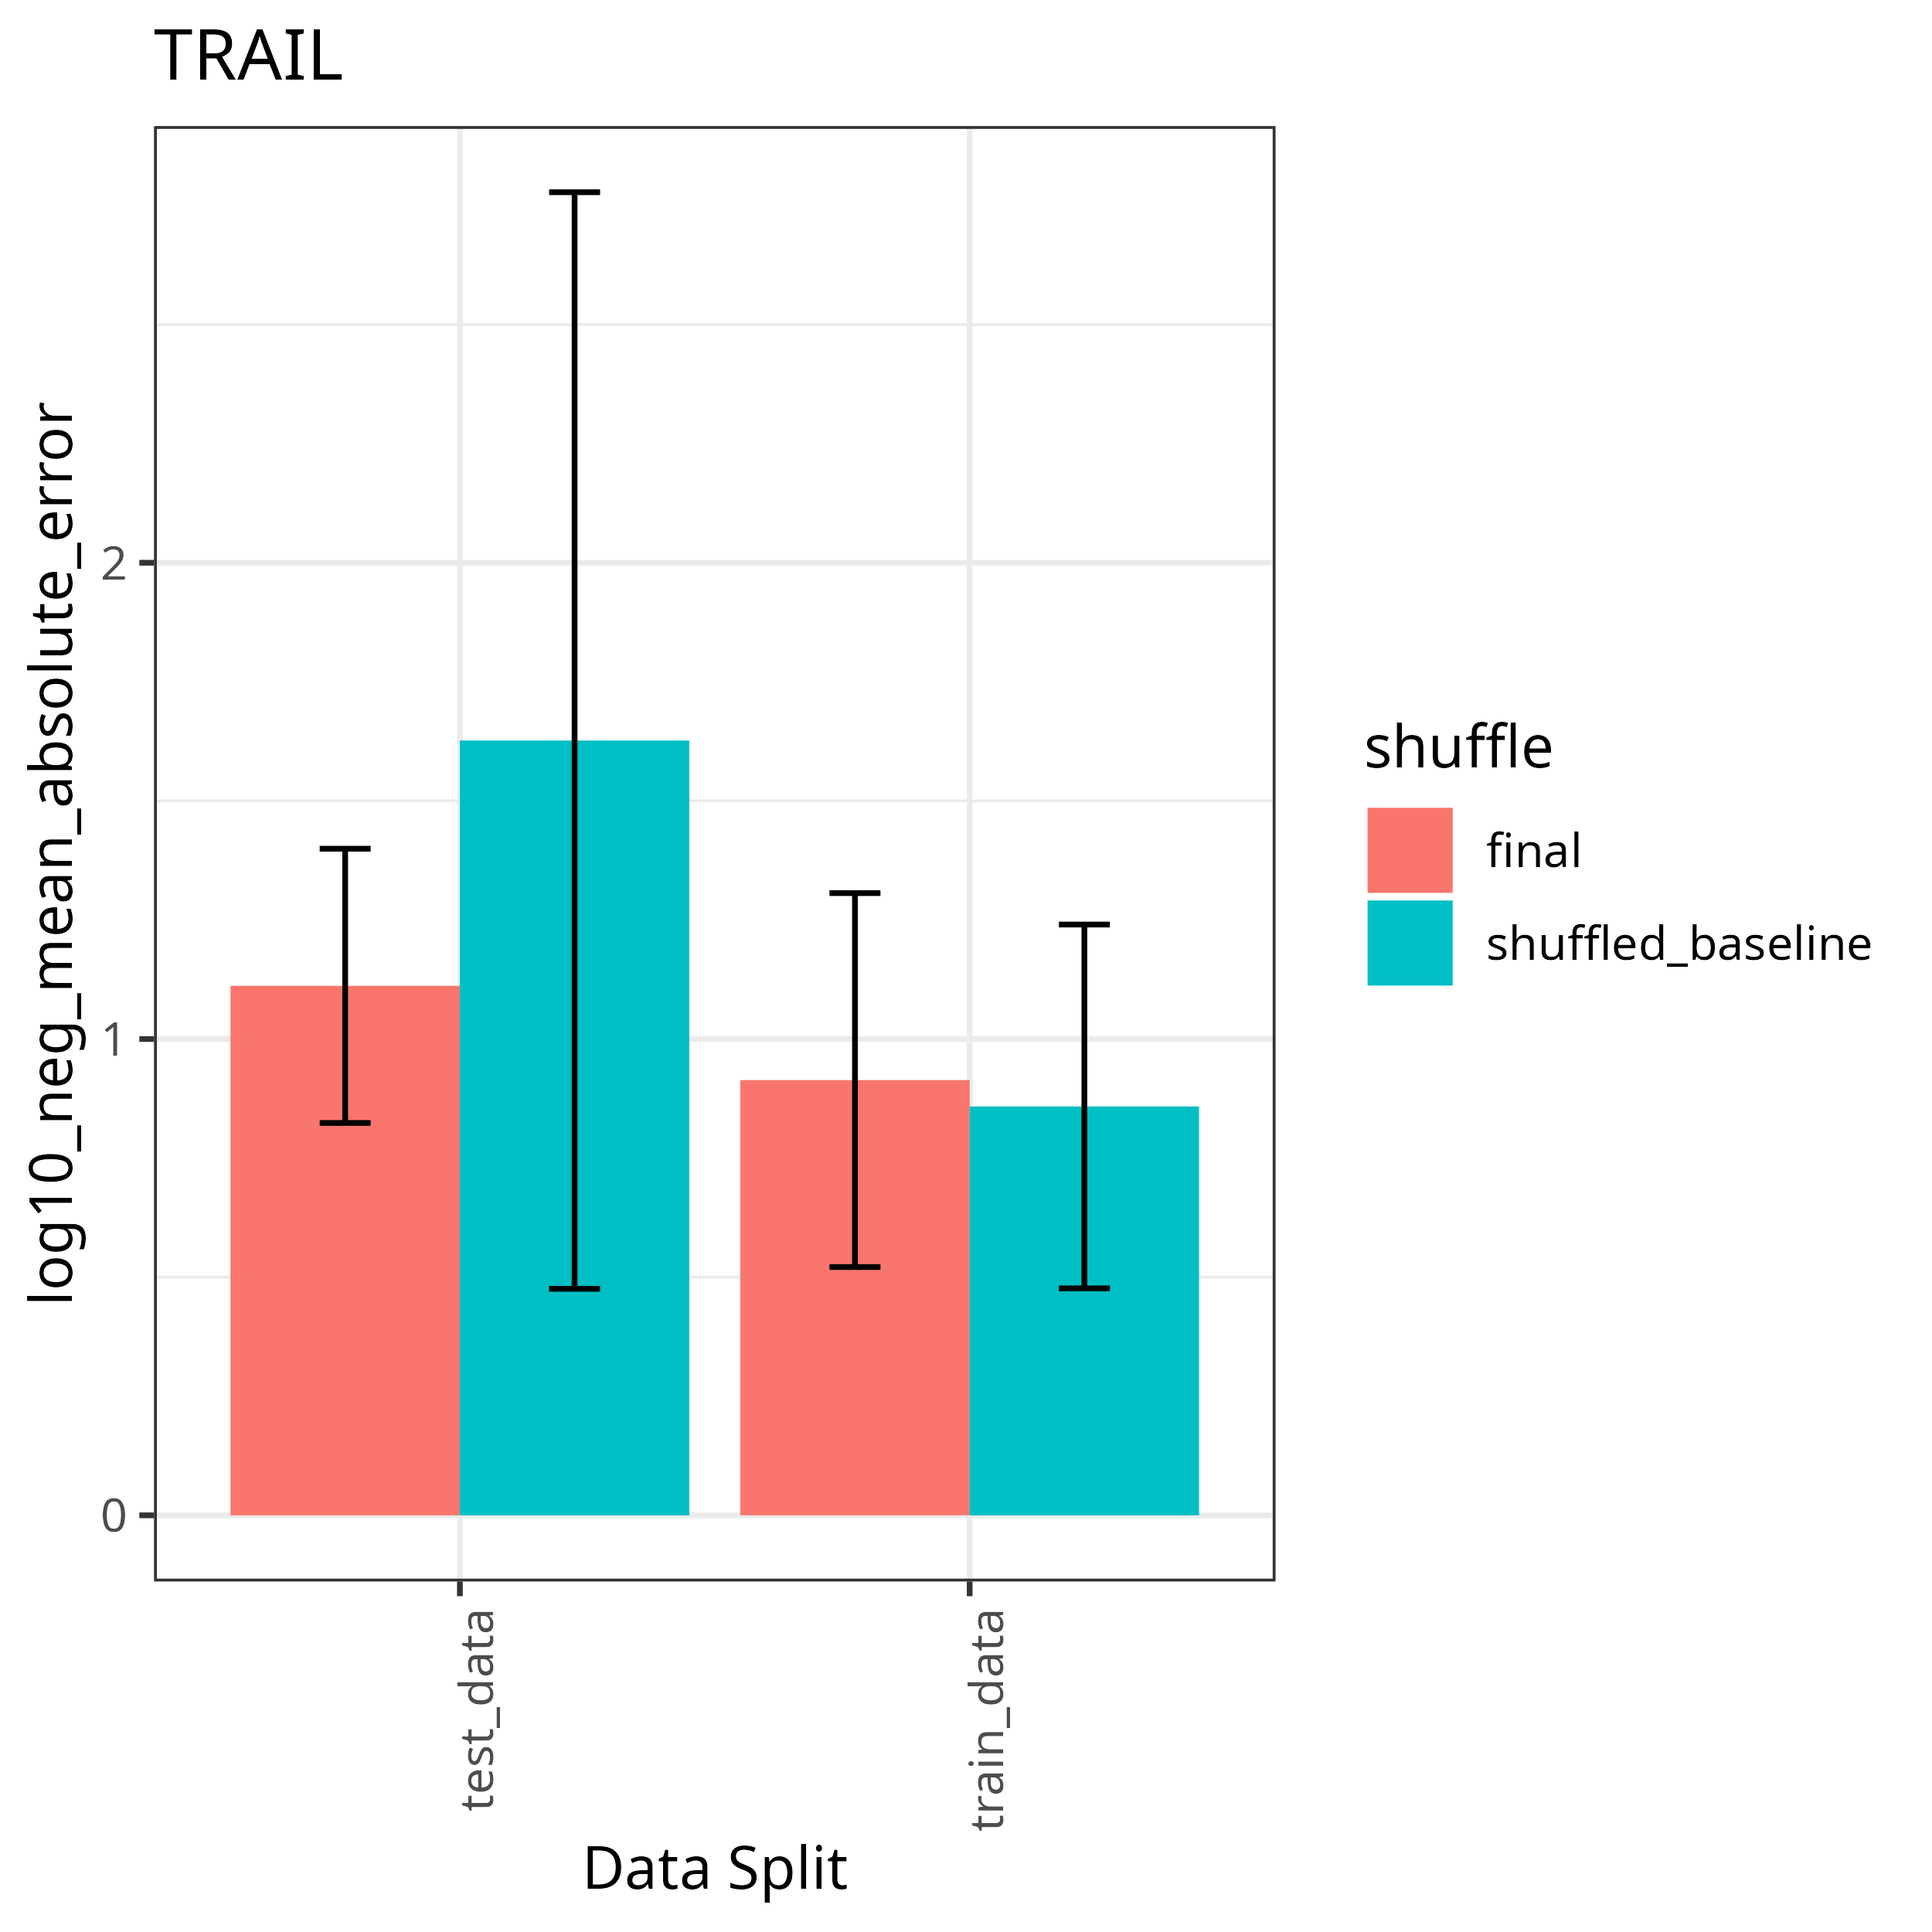 TRAIL
log10_neg_mean_absolute_error
2
1
0
test_data
train_data
Data Split
shuffle
final
shuffled_baseline